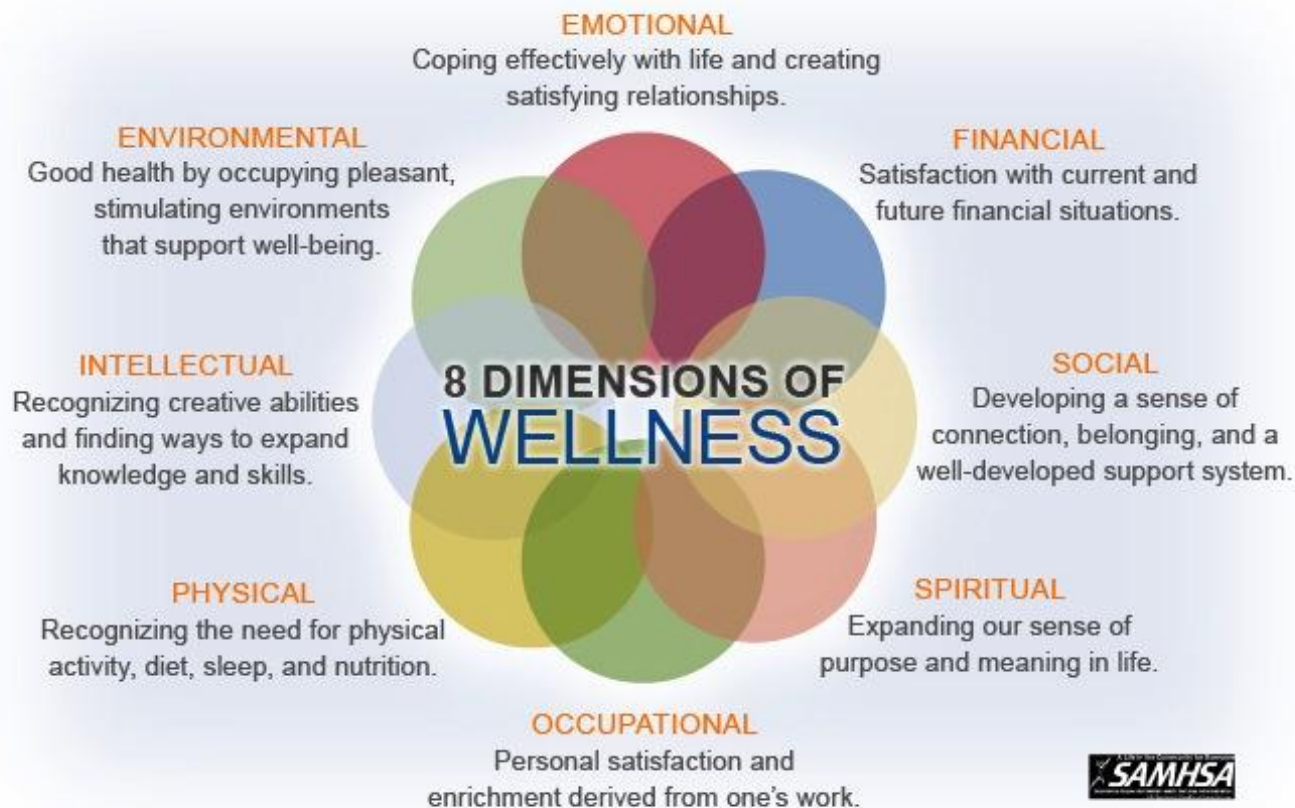 EMOTIONAL
Coping effectively with life and creating
satisfying relationships.
FINANCIAL
Satisfaction with current and
future financial situations.
SOCIAL
Developing a sense of
connection, belonging, and a
well-developed support system.
SPIRITUAL
Expanding our sense of
purpose and meaning in life.
OCCUPATIONAL
Personal satisfaction and
enrichment derived from one's work.
PHYSICAL
Recognizing the need for physical
activity, diet, sleep, and nutrition.
INTELLECTUAL
Recognizing creative abilities
and finding ways to expand
knowledge and skills.
ENVIRONMENTAL
Good health by occupying pleasant,
stimulating environments
that support well-being.
8 DIMENSIONS OF
WELLNESS
SAMHSA